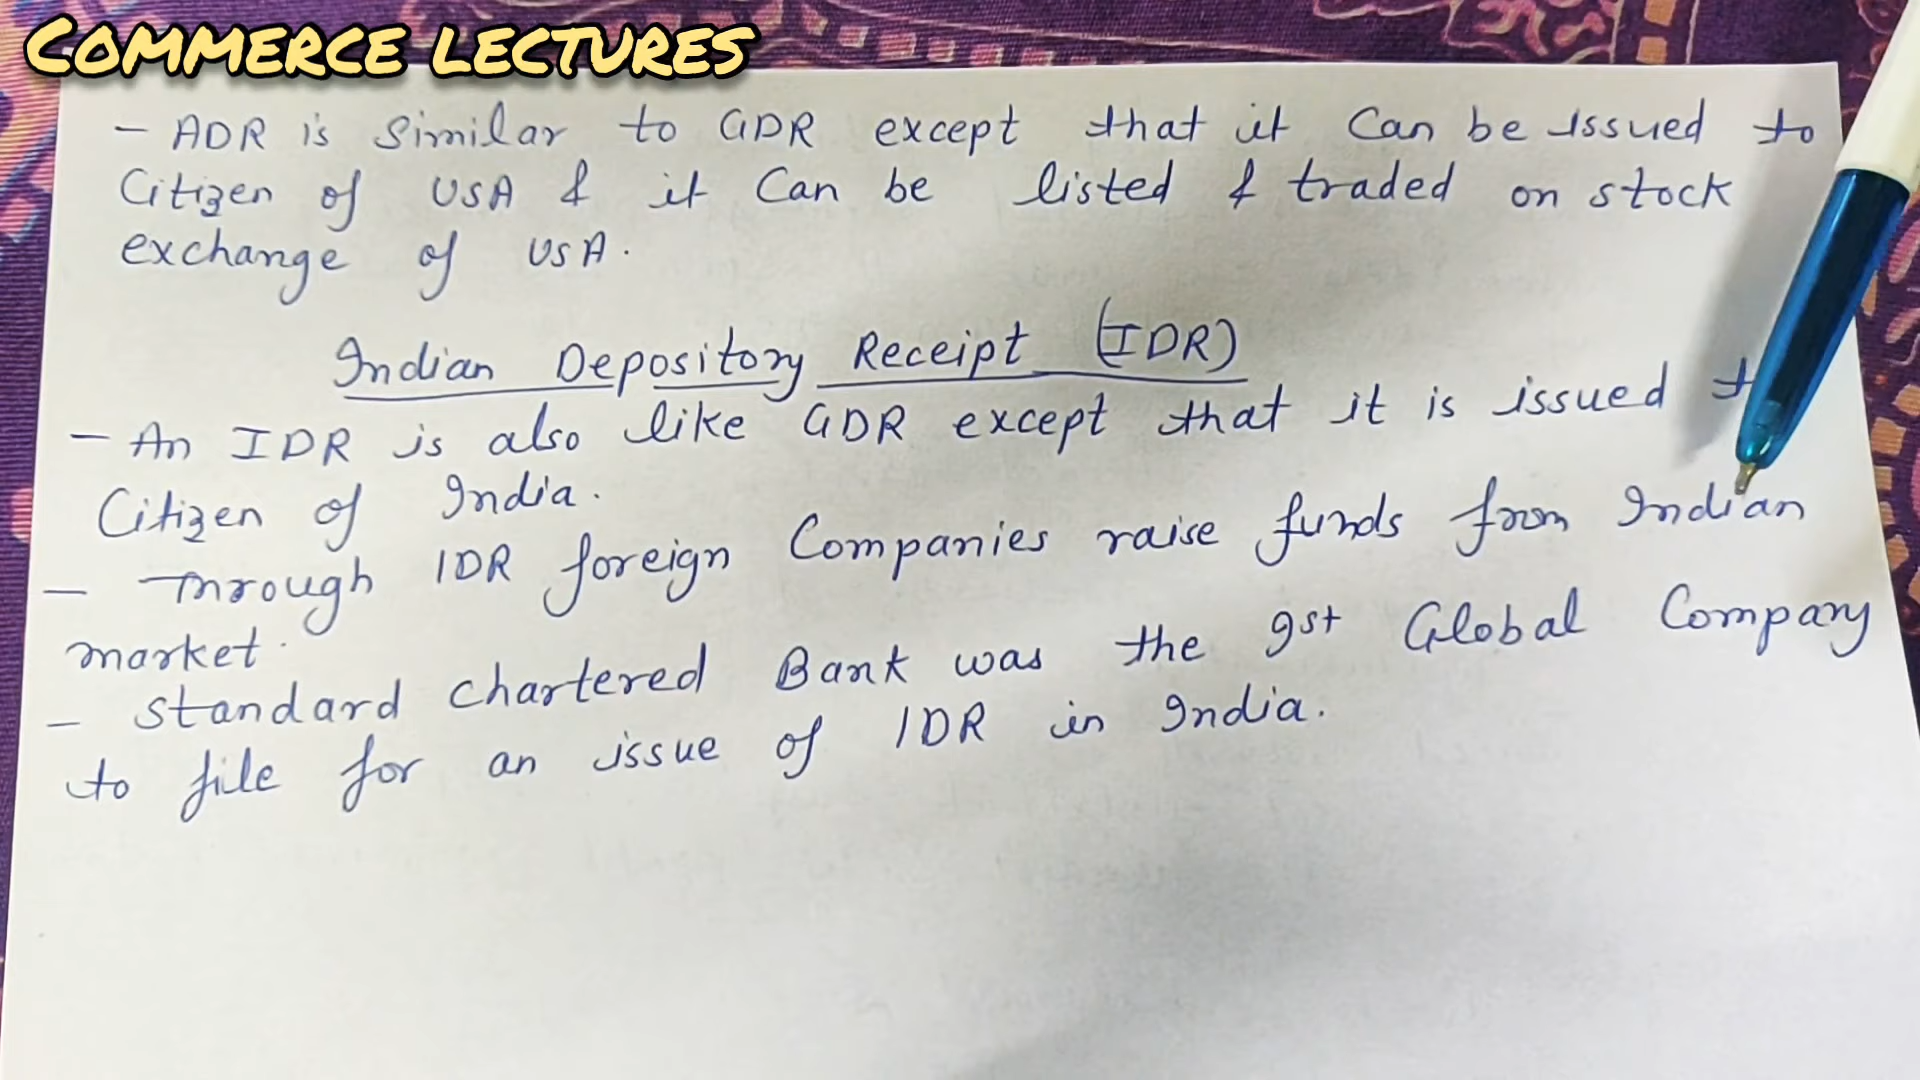 COMMERCE LECTURES
- ADR is Similar to GDR except that it Can be issued to
Citizen of USA & it Can be listed & traded on stock
exchange of USA.
Indian Depository Receipt (IDR)
- An IDR is also like GDR except that it is issued
Citizen of India.
- Through IDR foreign Companies raise funds from Indian
market.
- Standard Chartered Bank was the Ist Global Company
to file for an issue of IDR in India.